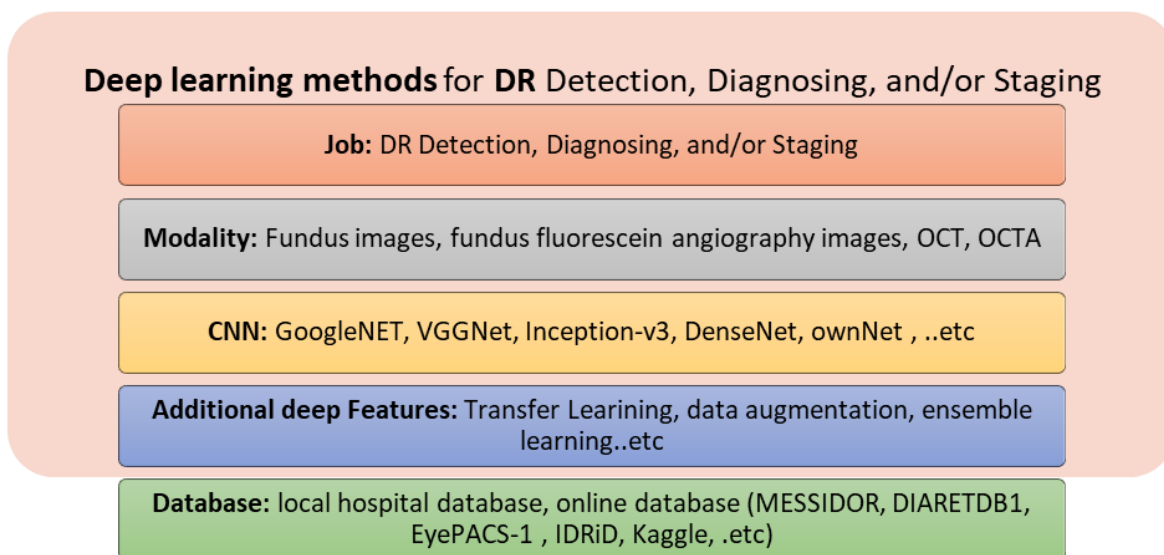 Deep learning methods for DR Detection, Diagnosing, and/or Staging
Job: DR Detection, Diagnosing, and/or Staging
Modality: Fundus images, fundus fluorescein angiography images, OCT, OCTA
CNN: GoogleNET, VGGNet, Inception-v3, DenseNet, ownNet , ..etc
Additional deep Features: Transfer Learining, data augmentation, ensemble
learning..etc
Database: local hospital database, online database (MESSIDOR, DIARETDB1,
EyePACS-1 , IDRiD, Kaggle, .etc)